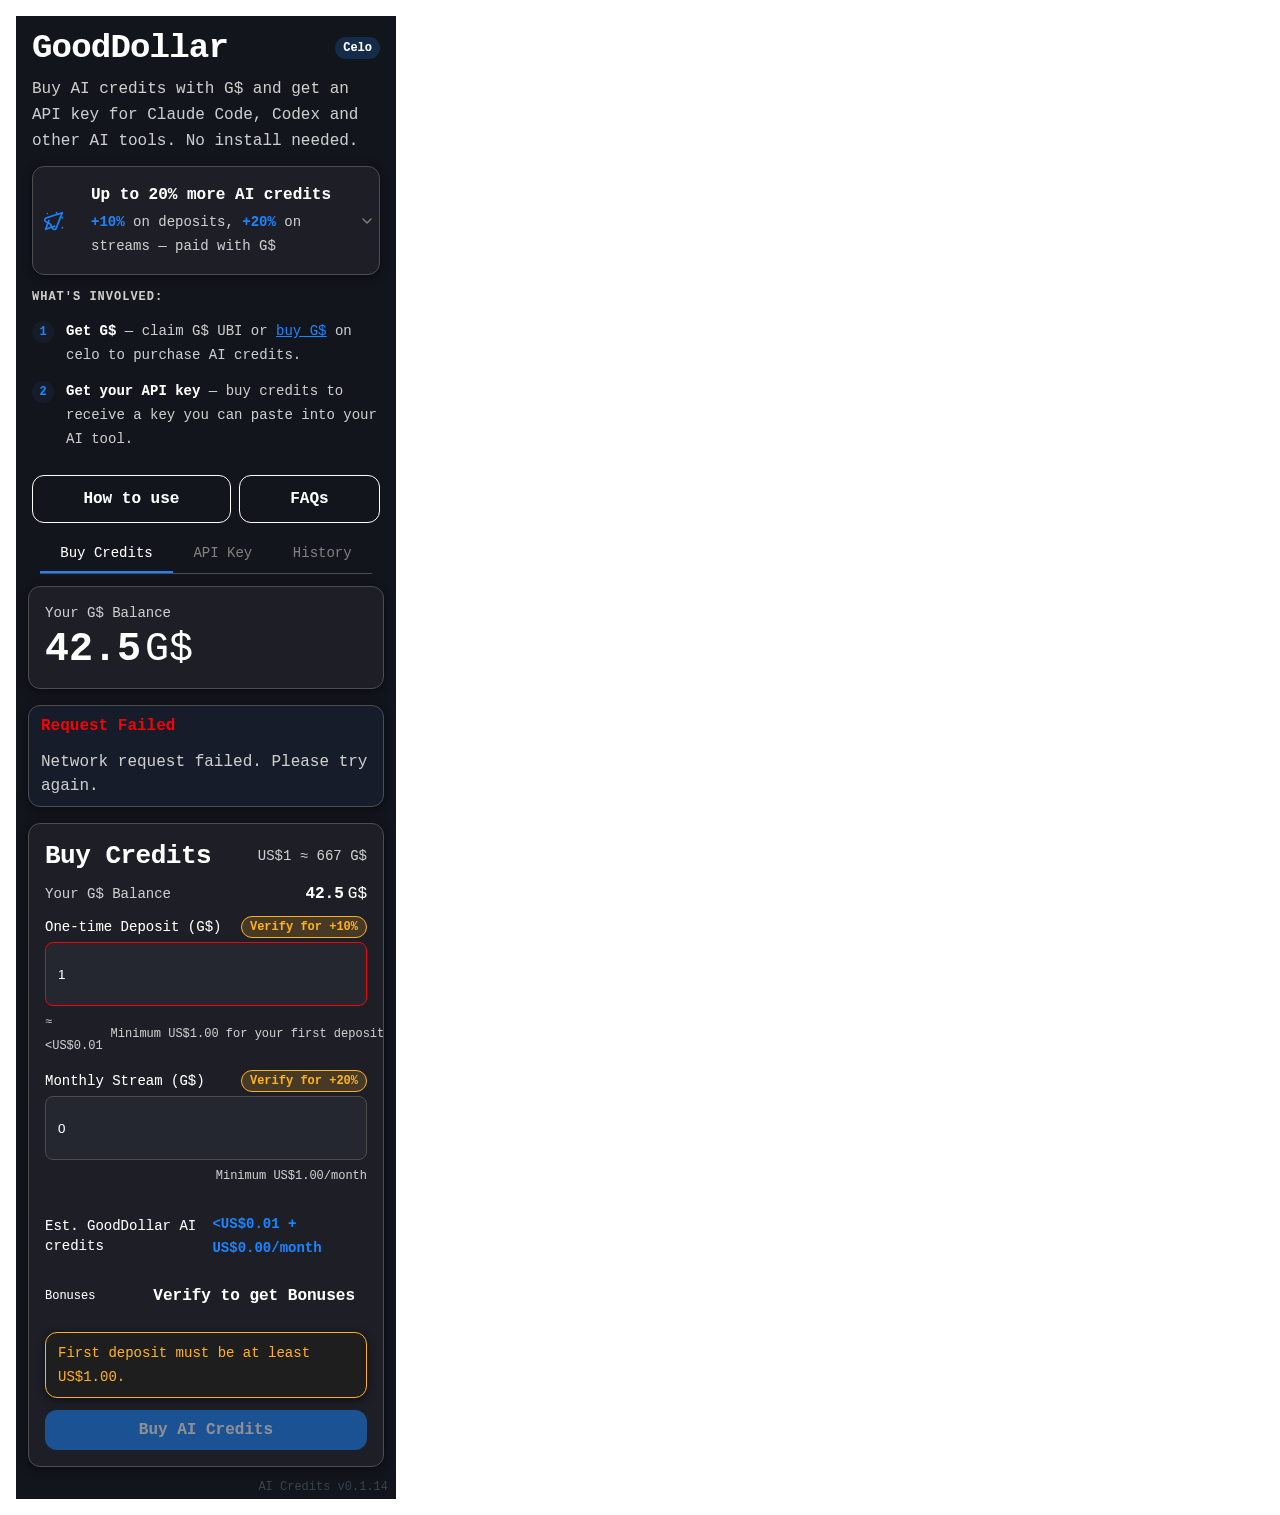 GoodDollar
Celo
Buy AI credits with G$ and get an
API key for Claude Code, Codex and
other AI tools. No install needed.
Up to 20% more AI credits
+10% on deposits, +20% on
streams — paid with G$
WHAT'S INVOLVED:
1 Get G$ — claim G$ UBI or buy G$ on
celo to purchase AI credits.
2 Get your API key — buy credits to
receive a key you can paste into your
AI tool.
How to use FAQs
Buy Credits API Key History
Your G$ Balance
42.5 G$
Request Failed
Network request failed. Please try
again.
Buy Credits US$1 ≈ 667 G$
Your G$ Balance 42.5 G$
One-time Deposit (G$) Verify for +10%
1
≈
<US$0.01
Minimum US$1.00 for your first deposit
Monthly Stream (G$) Verify for +20%
0
Minimum US$1.00/month
Est. GoodDollar AI
credits
<US$0.01 +
US$0.00/month
Bonuses Verify to get Bonuses
First deposit must be at least
US$1.00.
Buy AI Credits
AI Credits v0.1.14